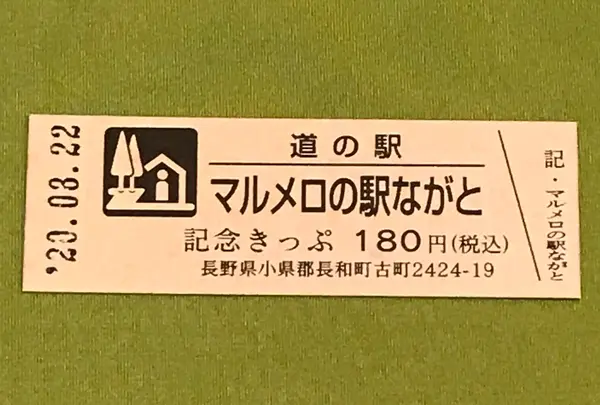 '20.08.22
道の駅
マルメロの駅ながと
記念きっぷ 180円(税込)
長野県小県郡長和町古町2424-19
記・マルメロの駅ながと